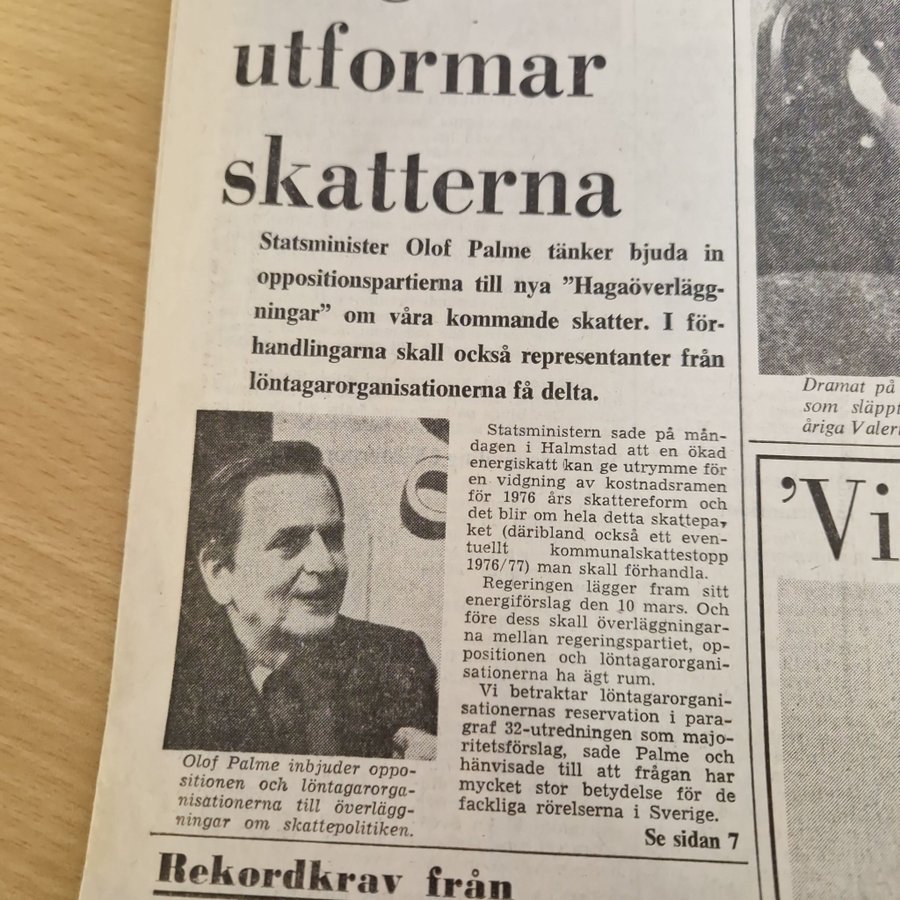 utformar
skatterna
Statsminister Olof Palme tänker bjuda in
oppositionspartierna till nya ”Hagaöverlägg-
ningar” om våra kommande skatter. I för-
handlingarna skall också representanter från
löntagarorganisationerna få delta.
Statsministern sade på mån-
dagen i Halmstad att en ökad
energiskatt kan ge utrymme för
en vidgning av kostnadsramen
för 1976 års skattereform och
det blir om hela detta skattepa,
ket (däribland också ett even-
tuellt kommunalskattestopp
1976/77) man skall förhandla.
Regeringen lägger fram sitt
energiförslag den 10 mars. Och
före dess skall överläggningar-
na mellan regeringspartiet, op-
positionen och löntagarorgani-
sationerna ha ägt rum.
Vi betraktar löntagarorgani-
sationernas reservation i para-
graf 32-utredningen som majo-
ritetsförslag, sade Palme och
hänvisade till att frågan har
mycket stor betydelse för de
fackliga rörelserna i Sverige.
Se sidan 7
Olof Palme inbjuder oppo-
sitionen och löntagarorga-
nisationerna till överlägg-
ningar om skattepolitiken.
Rekordkrav från
Dramat på
som släppt
åriga Valeri
’Vi